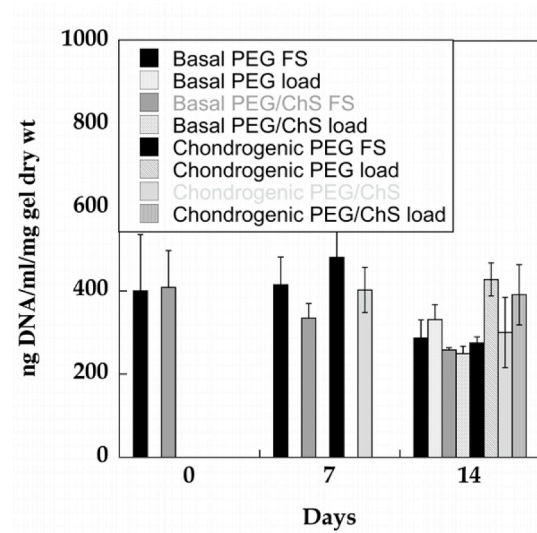 1000
800
600
400
200
0
ng DNA/ml/mg gel dry wt
Basal PEG FS
Basal PEG load
Basal PEG/ChS FS
Basal PEG/ChS load
Chondrogenic PEG FS
Chondrogenic PEG load
Chondrogenic PEG/ChS
Chondrogenic PEG/ChS load
0 7 14
Days